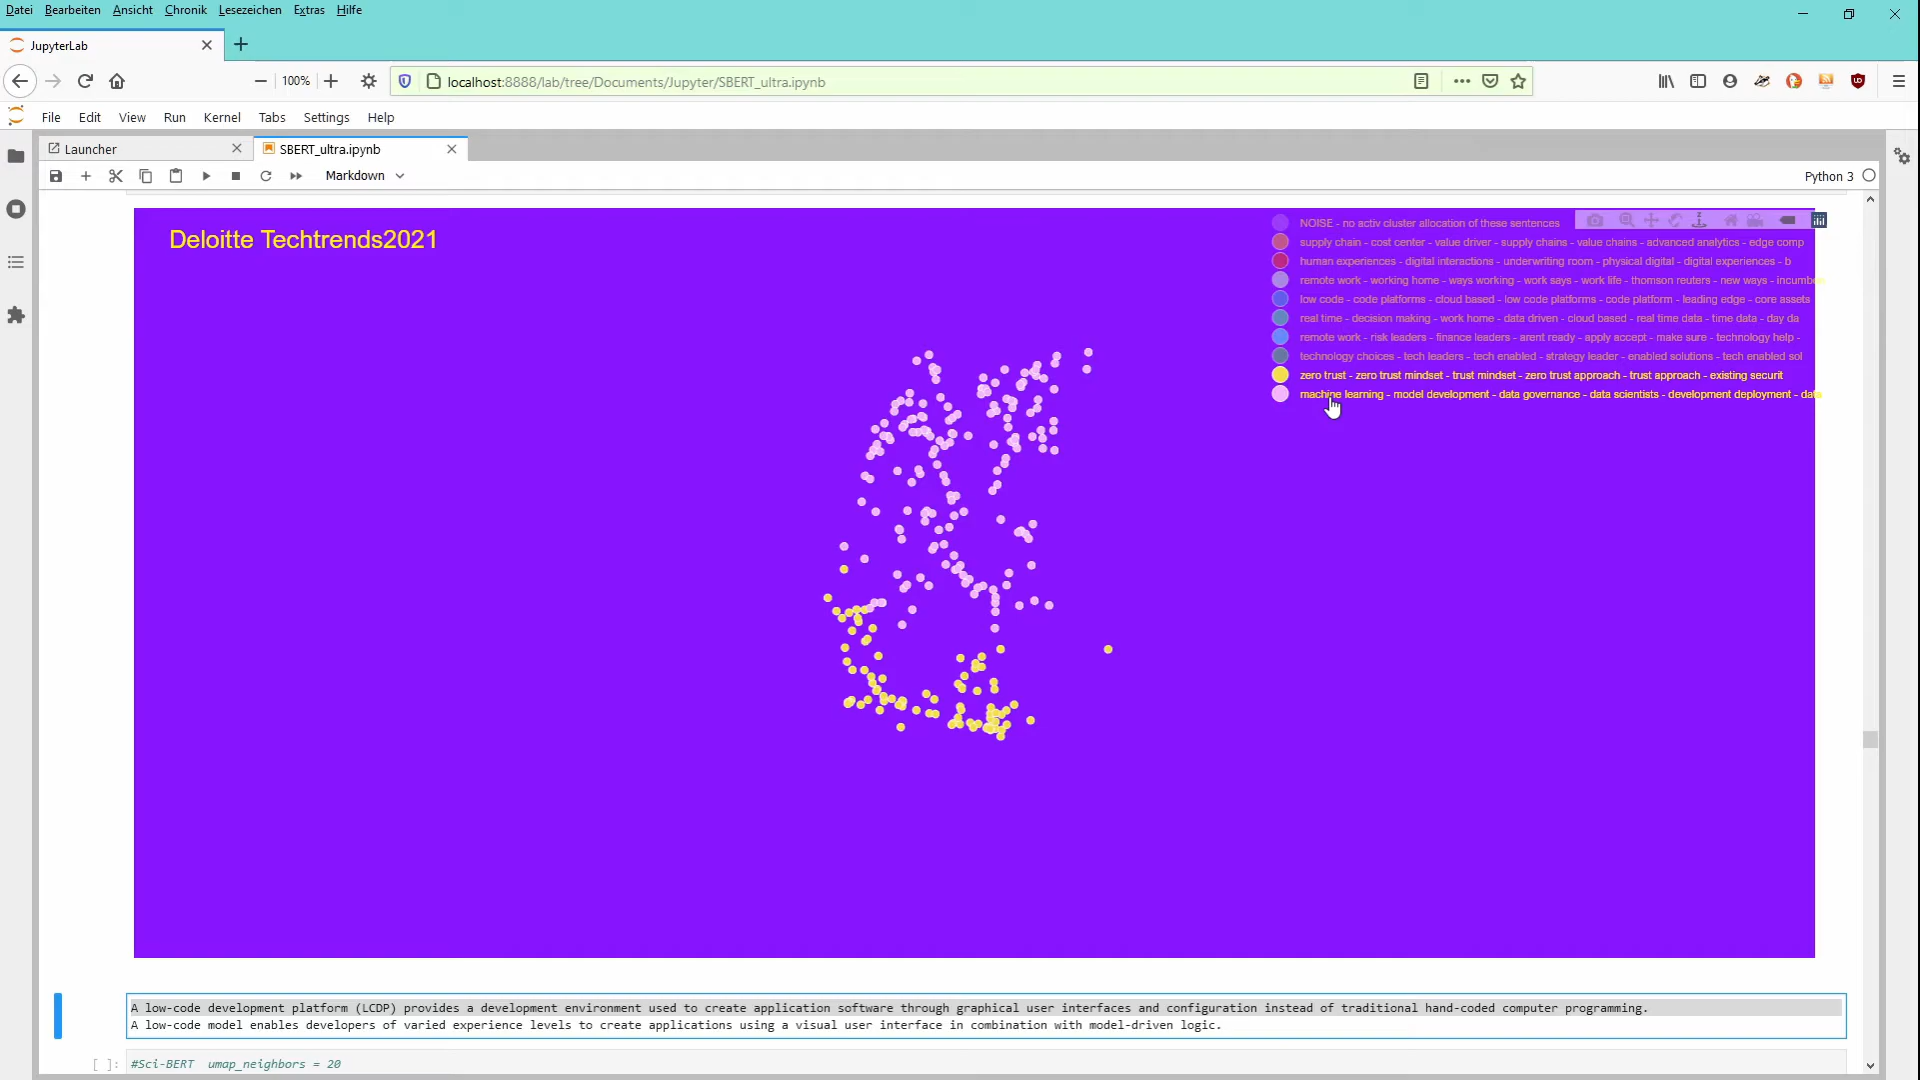 Datei Bearbeiten Ansicht Chronik Lesezeichen Extras Hilfe
JupyterLab
100%
localhost:8888/lab/tree/Documents/Jupyter/SBERT_ultra.ipynb
File Edit View Run Kernel Tabs Settings Help
Launcher SBERT_ultra.ipynb
Markdown Python 3
Deloitte Techtrends2021
NOISE - no activ cluster allocation of these sentences
supply chain - cost center - value driver - supply chains - value chains - advanced analytics - edge comp
human experiences - digital interactions - underwriting room - physical digital - digital experiences - b
remote work - working home - ways working - work says - work life - thomson reuters - new ways - incumbe
low code - code platforms - cloud based - low code platforms - code platform - leading edge - core assets
real time - decision making - work home - data driven - cloud based - real time data - time data - day da
remote work - risk leaders - finance leaders - arent ready - apply accept - make sure - technology help -
technology choices - tech leaders - tech enabled - strategy leader - enabled solutions - tech enabled sol
zero trust - zero trust mindset - trust mindset - zero trust approach - trust approach - existing securit
machine learning - model development - data governance - data scientists - development deployment - data
A low-code development platform (LCDP) provides a development environment used to create application software through graphical user interfaces and configuration instead of traditional hand-coded computer programming.
A low-code model enables developers of varied experience levels to create applications using a visual user interface in combination with model-driven logic.
[ ]: #Sci-BERT umap_neighbors = 20